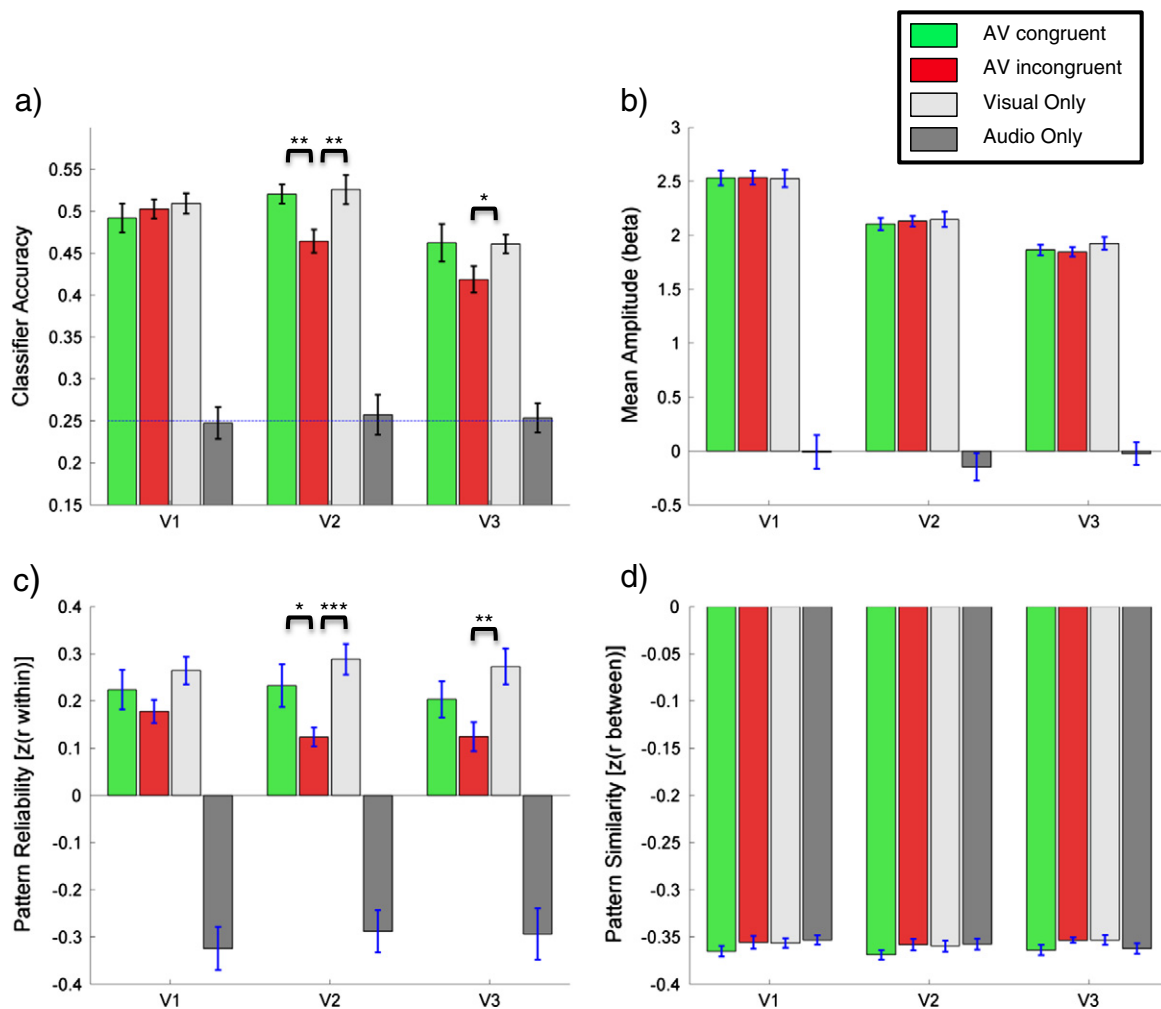 AV congruent
AV incongruent
Visual Only
Audio Only
a)
** **
*
0.55
0.5
0.45
0.4
0.35
0.3
0.25
0.2
0.15
Classifier Accuracy
V1 V2 V3
b)
3
2.5
2
1.5
1
0.5
0
-0.5
Mean Amplitude (beta)
V1 V2 V3
c)
* ***
**
0.4
0.3
0.2
0.1
0
-0.1
-0.2
-0.3
-0.4
Pattern Reliability [z(r within)]
V1 V2 V3
d)
0
-0.05
-0.1
-0.15
-0.2
-0.25
-0.3
-0.35
-0.4
Pattern Similarity [z(r between)]
V1 V2 V3